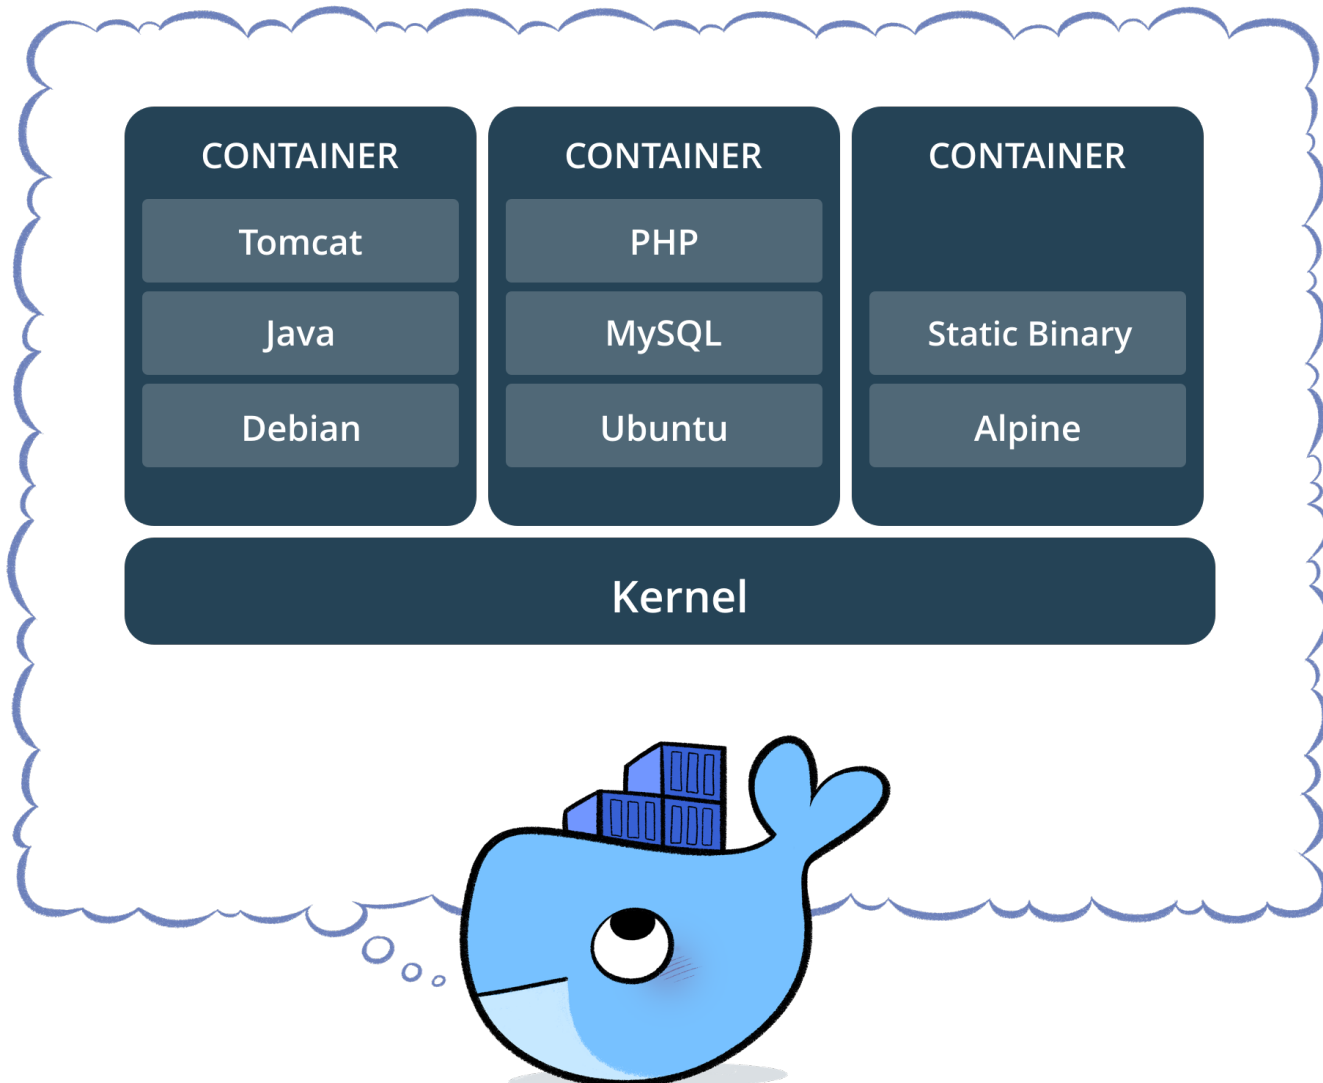 CONTAINER
Tomcat
Java
Debian
CONTAINER
PHP
MySQL
Ubuntu
CONTAINER
Static Binary
Alpine
Kernel